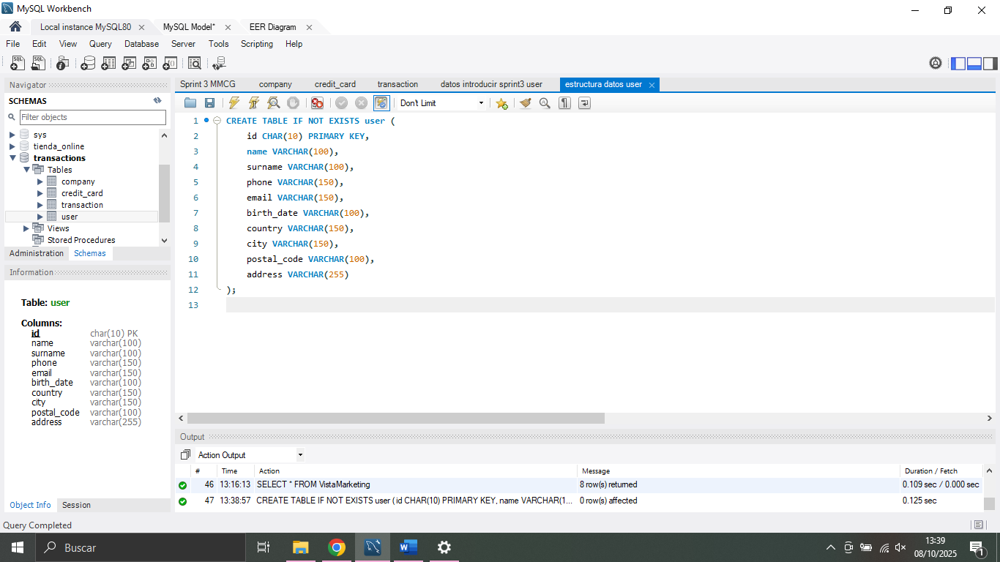 MySQL Workbench
Local instance MySQL80
MySQL Model*
EER Diagram
File Edit View Query Database Server Tools Scripting Help
Navigator
SCHEMAS
Filter objects
sys
tienda_online
transactions
Tables
company
credit_card
transaction
user
Views
Stored Procedures
Administration Schemas
Information
Table: user
Columns:
id char(10) PK
name varchar(100)
surname varchar(100)
phone varchar(150)
email varchar(150)
birth_date varchar(100)
country varchar(150)
city varchar(150)
postal_code varchar(100)
address varchar(255)
Object Info Session
Query Completed
Sprint 3 MMCG company credit_card transaction datos introducir sprint3 user estructura datos user
Don't Limit
1 CREATE TABLE IF NOT EXISTS user (
2 id CHAR(10) PRIMARY KEY,
3 name VARCHAR(100),
4 surname VARCHAR(100),
5 phone VARCHAR(150),
6 email VARCHAR(150),
7 birth_date VARCHAR(100),
8 country VARCHAR(150),
9 city VARCHAR(150),
10 postal_code VARCHAR(100),
11 address VARCHAR(255)
12 );
13
Output
Action Output
# Time Action Message Duration / Fetch
46 13:16:13 SELECT * FROM VistaMarketing 8 row(s) returned 0.109 sec / 0.000 sec
47 13:38:57 CREATE TABLE IF NOT EXISTS user ( id CHAR(10) PRIMARY KEY, name VARCHAR(1... 0 row(s) affected 0.125 sec
Buscar
13:39
08/10/2025
1